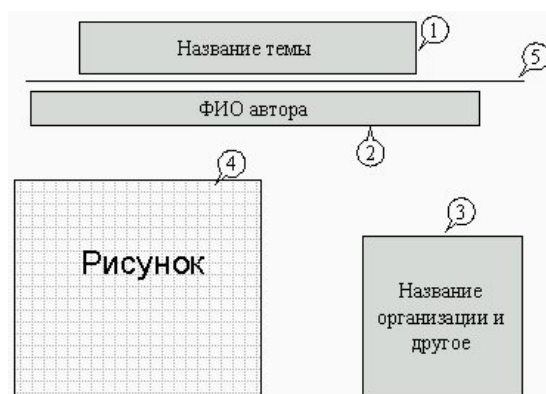 1
Название темы
5
ФИО автора
2
4
3
Рисунок
Название
организации и
другое